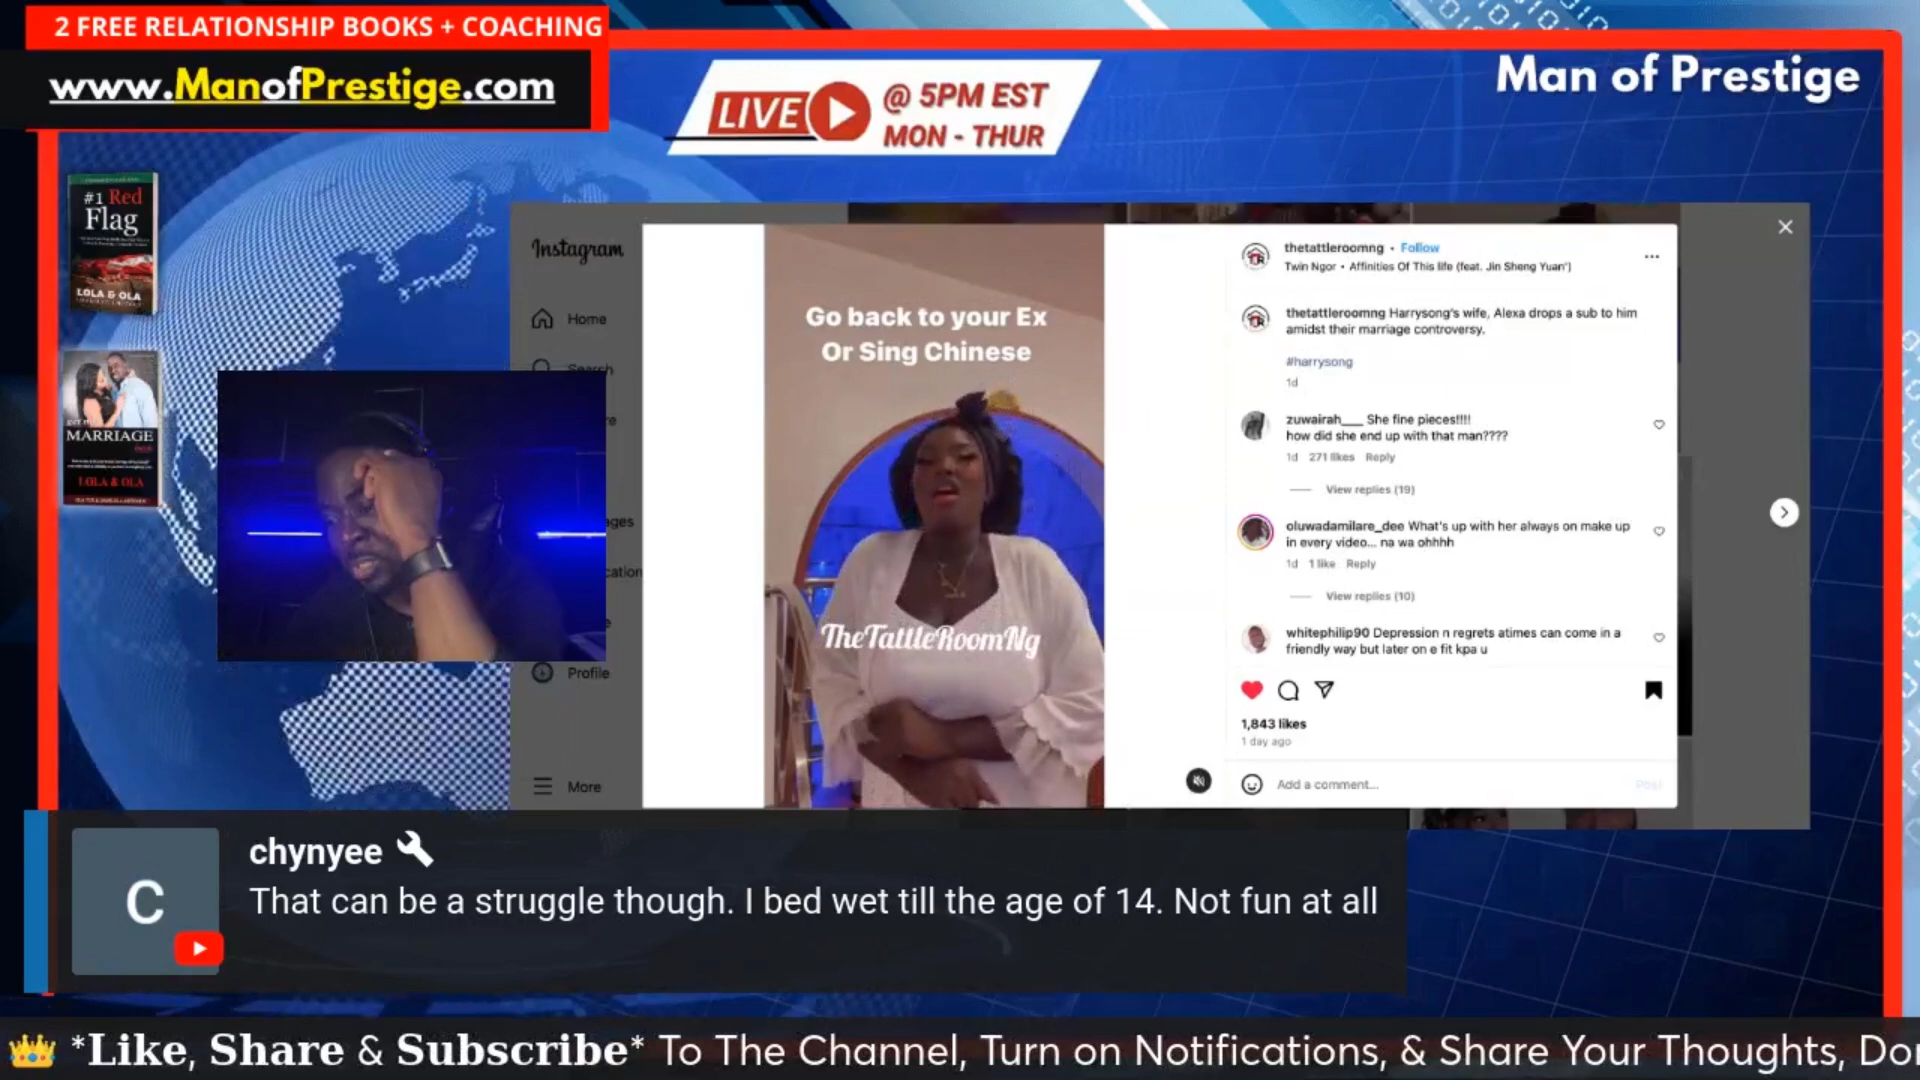 2 FREE RELATIONSHIP BOOKS + COACHING
www.ManofPrestige.com
LIVE
@ 5PM EST
MON - THUR
Man of Prestige
#1 Red
Flag
LOLA & OLA
MARRIAGE
LOLA & OLA
Instagram
Home
Search
Profile
More
Go back to your Ex
Or Sing Chinese
TheTattleRoomNg
thetattleroomng • Follow
Twin Ngor • Affinities Of This life (feat. Jin Sheng Yuan')
thetattleroomng Harrysong's wife, Alexa drops a sub to him
amidst their marriage controversy.
#harrysong
1d
zuwairah___ She fine pieces!!!!
how did she end up with that man????
1d 271 likes Reply
View replies (19)
oluwadamilare_dee What's up with her always on make up
in every video... na wa ohhhh
1d 1 like Reply
View replies (10)
whitephilip90 Depression n regrets atimes can come in a
friendly way but later on e fit kpa u
1,843 likes
1 day ago
Add a comment...
Post
C
chynyee
That can be a struggle though. I bed wet till the age of 14. Not fun at all
*Like, Share & Subscribe* To The Channel, Turn on Notifications, & Share Your Thoughts, Do